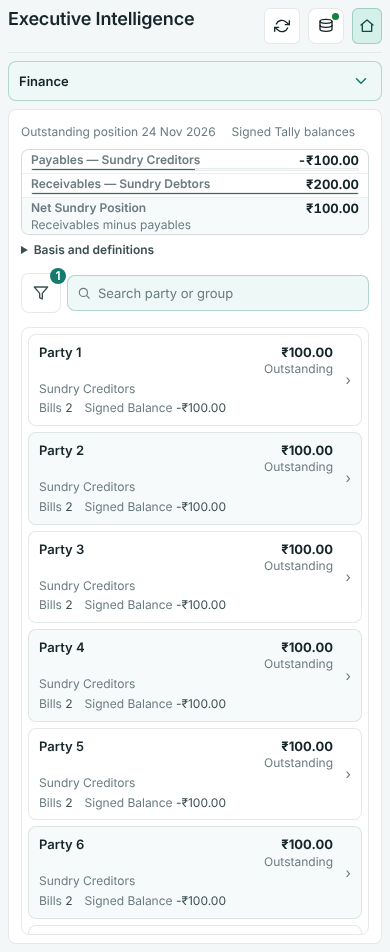 Executive Intelligence
Finance
Outstanding position 24 Nov 2026 Signed Tally balances
Payables — Sundry Creditors -₹100.00
Receivables — Sundry Debtors ₹200.00
Net Sundry Position ₹100.00
Receivables minus payables
Basis and definitions
1
Search party or group
Party 1 ₹100.00
Outstanding
Sundry Creditors
Bills 2 Signed Balance -₹100.00
Party 2 ₹100.00
Outstanding
Sundry Creditors
Bills 2 Signed Balance -₹100.00
Party 3 ₹100.00
Outstanding
Sundry Creditors
Bills 2 Signed Balance -₹100.00
Party 4 ₹100.00
Outstanding
Sundry Creditors
Bills 2 Signed Balance -₹100.00
Party 5 ₹100.00
Outstanding
Sundry Creditors
Bills 2 Signed Balance -₹100.00
Party 6 ₹100.00
Outstanding
Sundry Creditors
Bills 2 Signed Balance -₹100.00